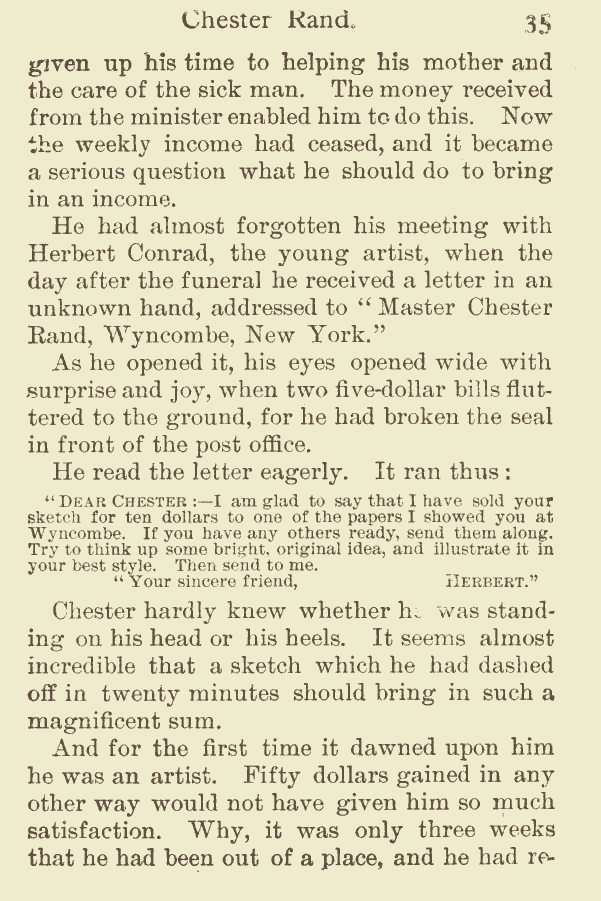 Chester Rand. 35
given up his time to helping his mother and
the care of the sick man. The money received
from the minister enabled him to do this. Now
the weekly income had ceased, and it became
a serious question what he should do to bring
in an income.
He had almost forgotten his meeting with
Herbert Conrad, the young artist, when the
day after the funeral he received a letter in an
unknown hand, addressed to “Master Chester
Rand, Wyncombe, New York.”
As he opened it, his eyes opened wide with
surprise and joy, when two five-dollar bills flut-
tered to the ground, for he had broken the seal
in front of the post office.
He read the letter eagerly. It ran thus:
“DEAR CHESTER:—I am glad to say that I have sold your
sketch for ten dollars to one of the papers I showed you at
Wyncombe. If you have any others ready, send them along.
Try to think up some bright, original idea, and illustrate it in
your best style. Then send to me.
“Your sincere friend, HERBERT.”
Chester hardly knew whether he was stand-
ing on his head or his heels. It seems almost
incredible that a sketch which he had dashed
off in twenty minutes should bring in such a
magnificent sum.
And for the first time it dawned upon him
he was an artist. Fifty dollars gained in any
other way would not have given him so much
satisfaction. Why, it was only three weeks
that he had been out of a place, and he had re-